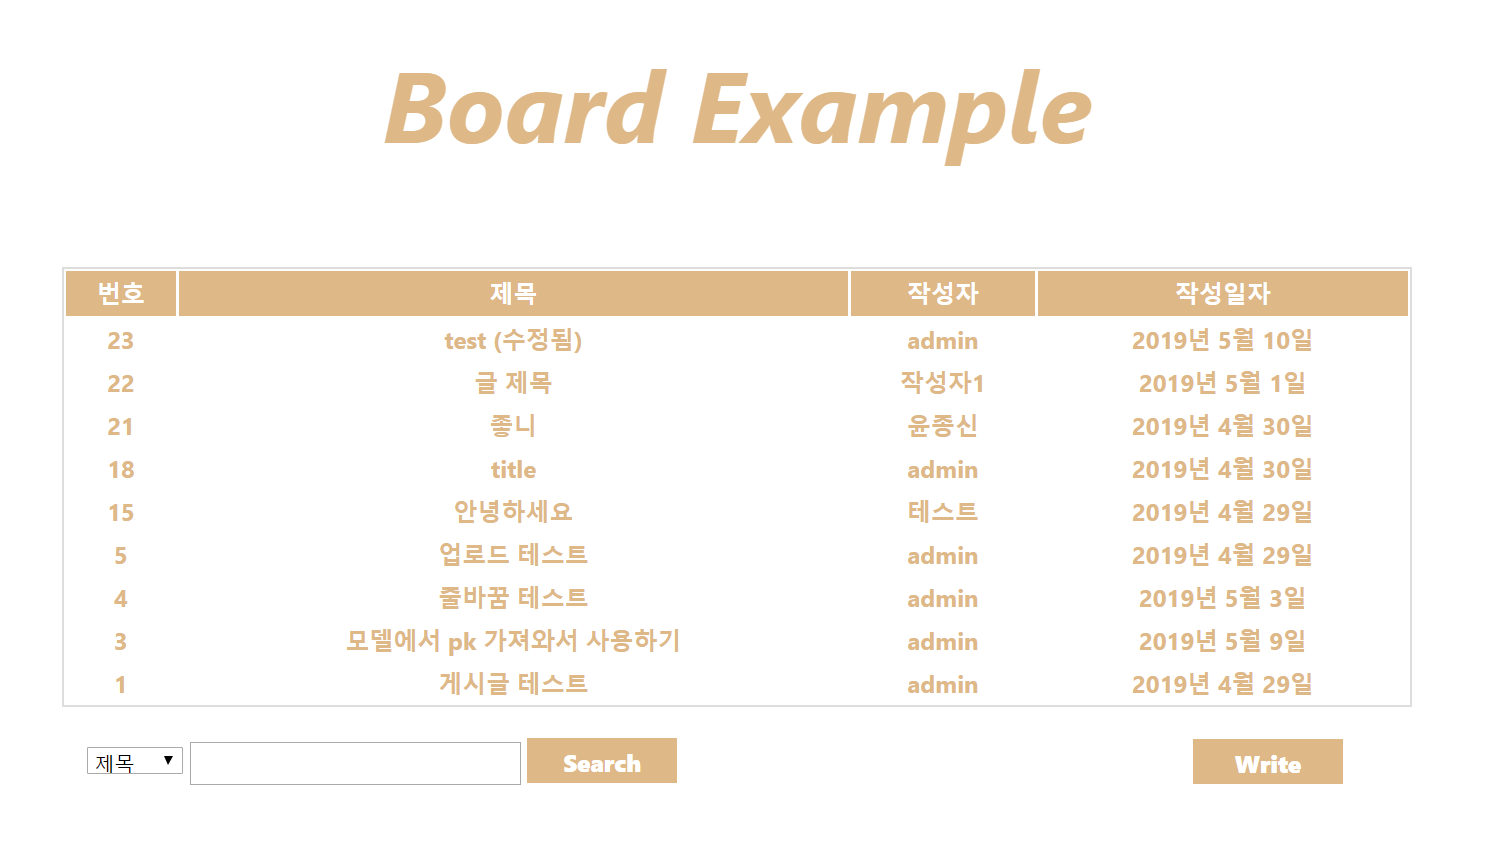 Board Example
번호 제목 작성자 작성일자
23 test (수정됨) admin 2019년 5월 10일
22 글 제목 작성자1 2019년 5월 1일
21 좋니 윤종신 2019년 4월 30일
18 title admin 2019년 4월 30일
15 안녕하세요 테스트 2019년 4월 29일
5 업로드 테스트 admin 2019년 4월 29일
4 줄바꿈 테스트 admin 2019년 5월 3일
3 모델에서 pk 가져와서 사용하기 admin 2019년 5월 9일
1 게시글 테스트 admin 2019년 4월 29일
제목 Search Write